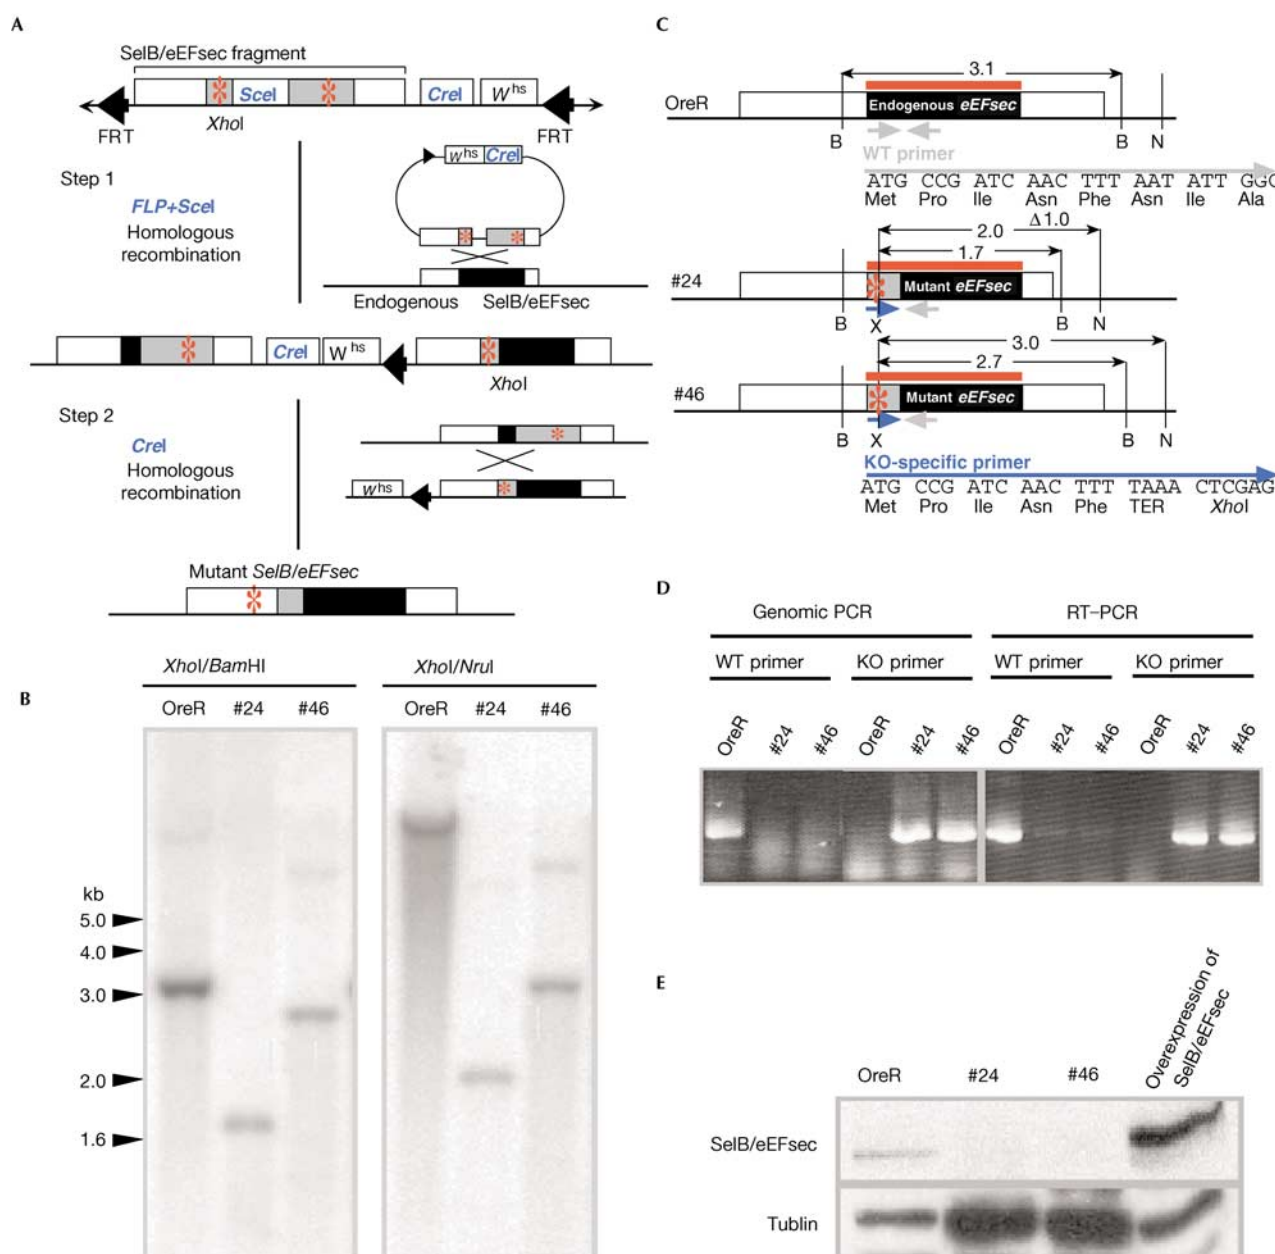 A
SelB/eEFsec fragment
SceI
CreI
W hs
FRT
XhoI
FRT
Step 1
FLP+SceI
Homologous
recombination
W hs CreI
Endogenous SelB/eEFsec
CreI
W hs
XhoI
Step 2
CreI
Homologous
recombination
W hs
Mutant SelB/eEFsec
B
XhoI/BamHI
XhoI/NruI
OreR #24 #46
OreR #24 #46
kb
5.0
4.0
3.0
2.0
1.6
C
3.1
OreR
Endogenous eEFsec
B
B
N
WT primer
ATG CCG ATC AAC TTT AAT ATT GGC
Met Pro Ile Asn Phe Asn Ile Ala
Δ1.0
2.0
1.7
#24
Mutant eEFsec
B
X
B
N
3.0
2.7
#46
Mutant eEFsec
B
X
B
N
KO-specific primer
ATG CCG ATC AAC TTT TAAA CTCGAG
Met Pro Ile Asn Phe TER XhoI
D
Genomic PCR
RT–PCR
WT primer
KO primer
WT primer
KO primer
OreR #24 #46 OreR #24 #46 OreR #24 #46 OreR #24 #46
E
OreR
#24
#46
Overexpression of
SelB/eEFsec
SelB/eEFsec
Tublin